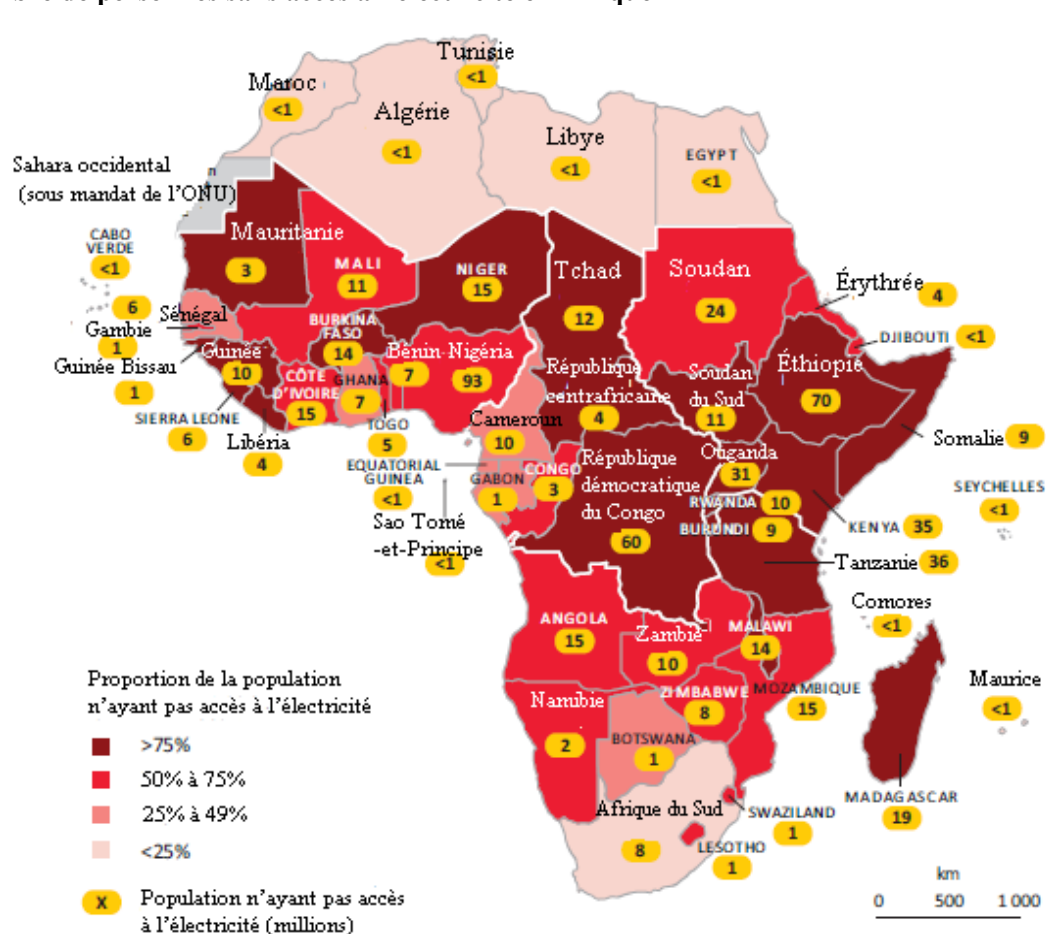 Tunisie
<1
Maroc
<1
Algérie
<1
Libye
<1
EGYPT
<1
Sahara occidental
(sous mandat de l'ONU)
CABO
VERDE
<1
Mauritanie
3
MALI
11
NIGER
15
Tchad
12
Soudan
24
Érythrée
4
6
Sénégal
Gambie
1
Guinée Bissau
1
Guinée
10
BURKINA
FASO
14
Bénin
7
Nigéria
93
DJIBOUTI
<1
Éthiopie
70
CÔTE
D'IVOIRE
15
GHANA
7
République
centrafricaine
4
Soudan
du Sud
11
SIERRA LEONE
6
Libéria
4
TOGO
5
Cameroun
10
Somalie
9
Ouganda
31
EQUATORIAL
GUINEA
<1
GABON
1
CONGO
3
République
démocratique
du Congo
60
SEYCHELLES
<1
RWANDA
10
BURUNDI
9
KENYA
35
Sao Tomé
-et-Principe
<1
Tanzanie
36
Comores
<1
ANGOLA
15
Zambie
10
MALAWI
14
Namibie
2
ZIMBABWE
8
MOZAMBIQUE
15
Maurice
<1
BOTSWANA
1
MADAGASCAR
19
Afrique du Sud
8
SWAZILAND
1
LESOTHO
1
Proportion de la population
n'ayant pas accès à l'électricité
>75%
50% à 75%
25% à 49%
<25%
X
Population n'ayant pas accès
à l'électricité (millions)
km
0 500 1 000